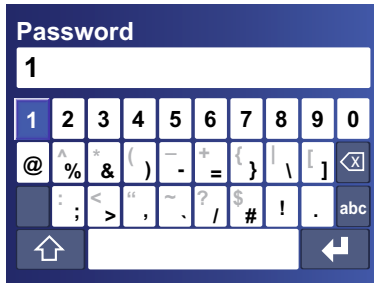 Password
1
1 2 3 4 5 6 7 8 9 0
@ ^ % * & ( ) _ - + = { } | \ [ ]
: ; < > “ , ~ ` ? / $ # ! . abc